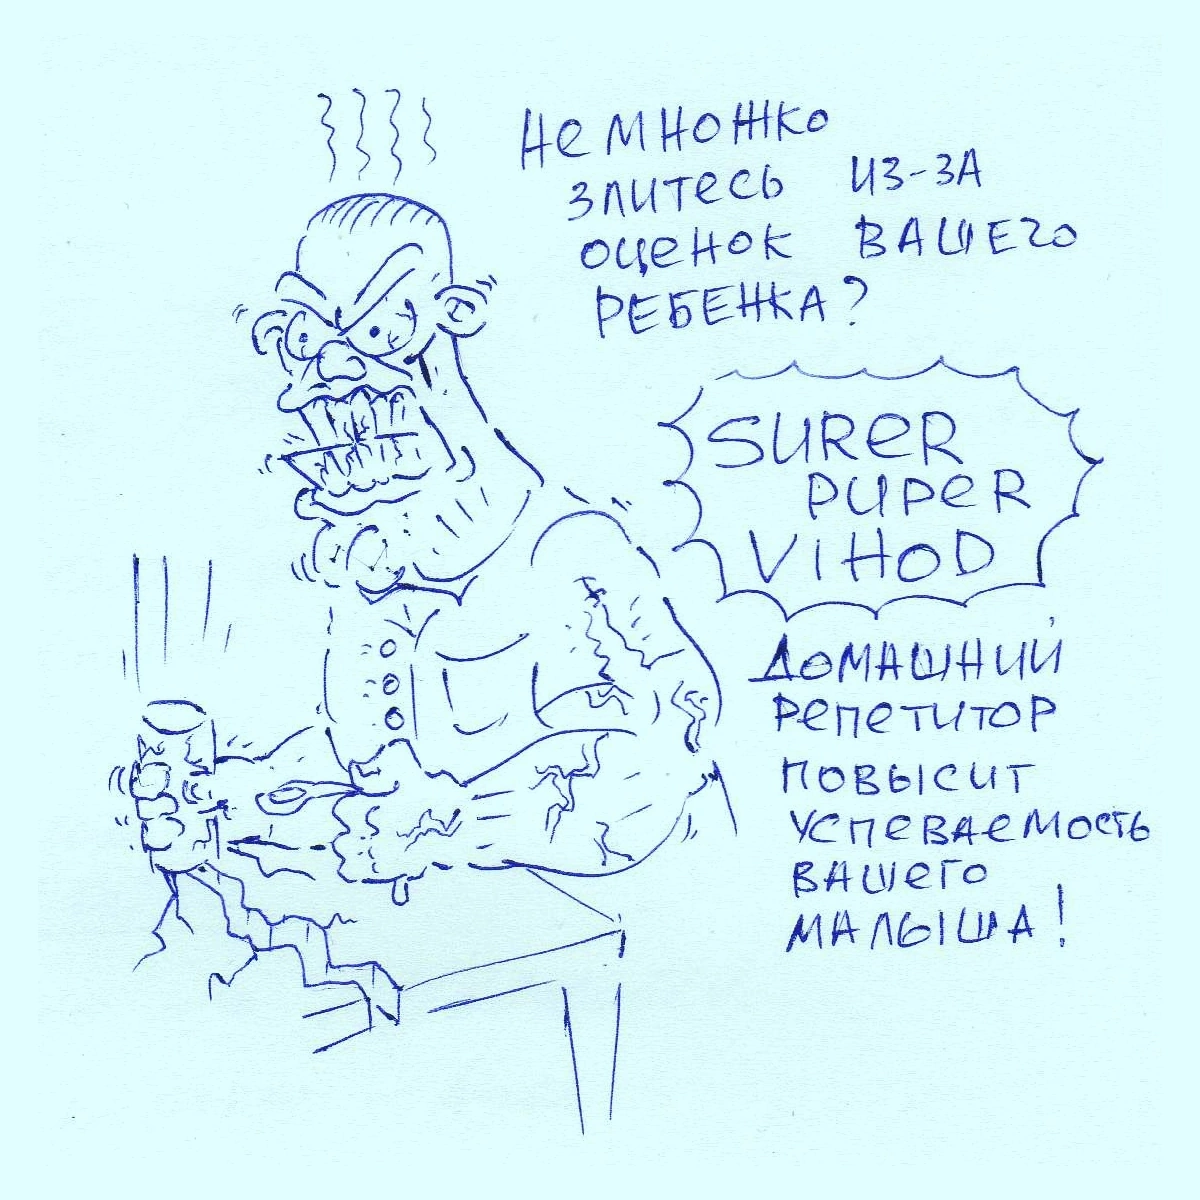 Немножко
злитесь из-за
оценок вашего
ребенка?
SURER
PUPER
VIHOD
Домашний
репетитор
повысит
успеваемость
вашего
малыша!